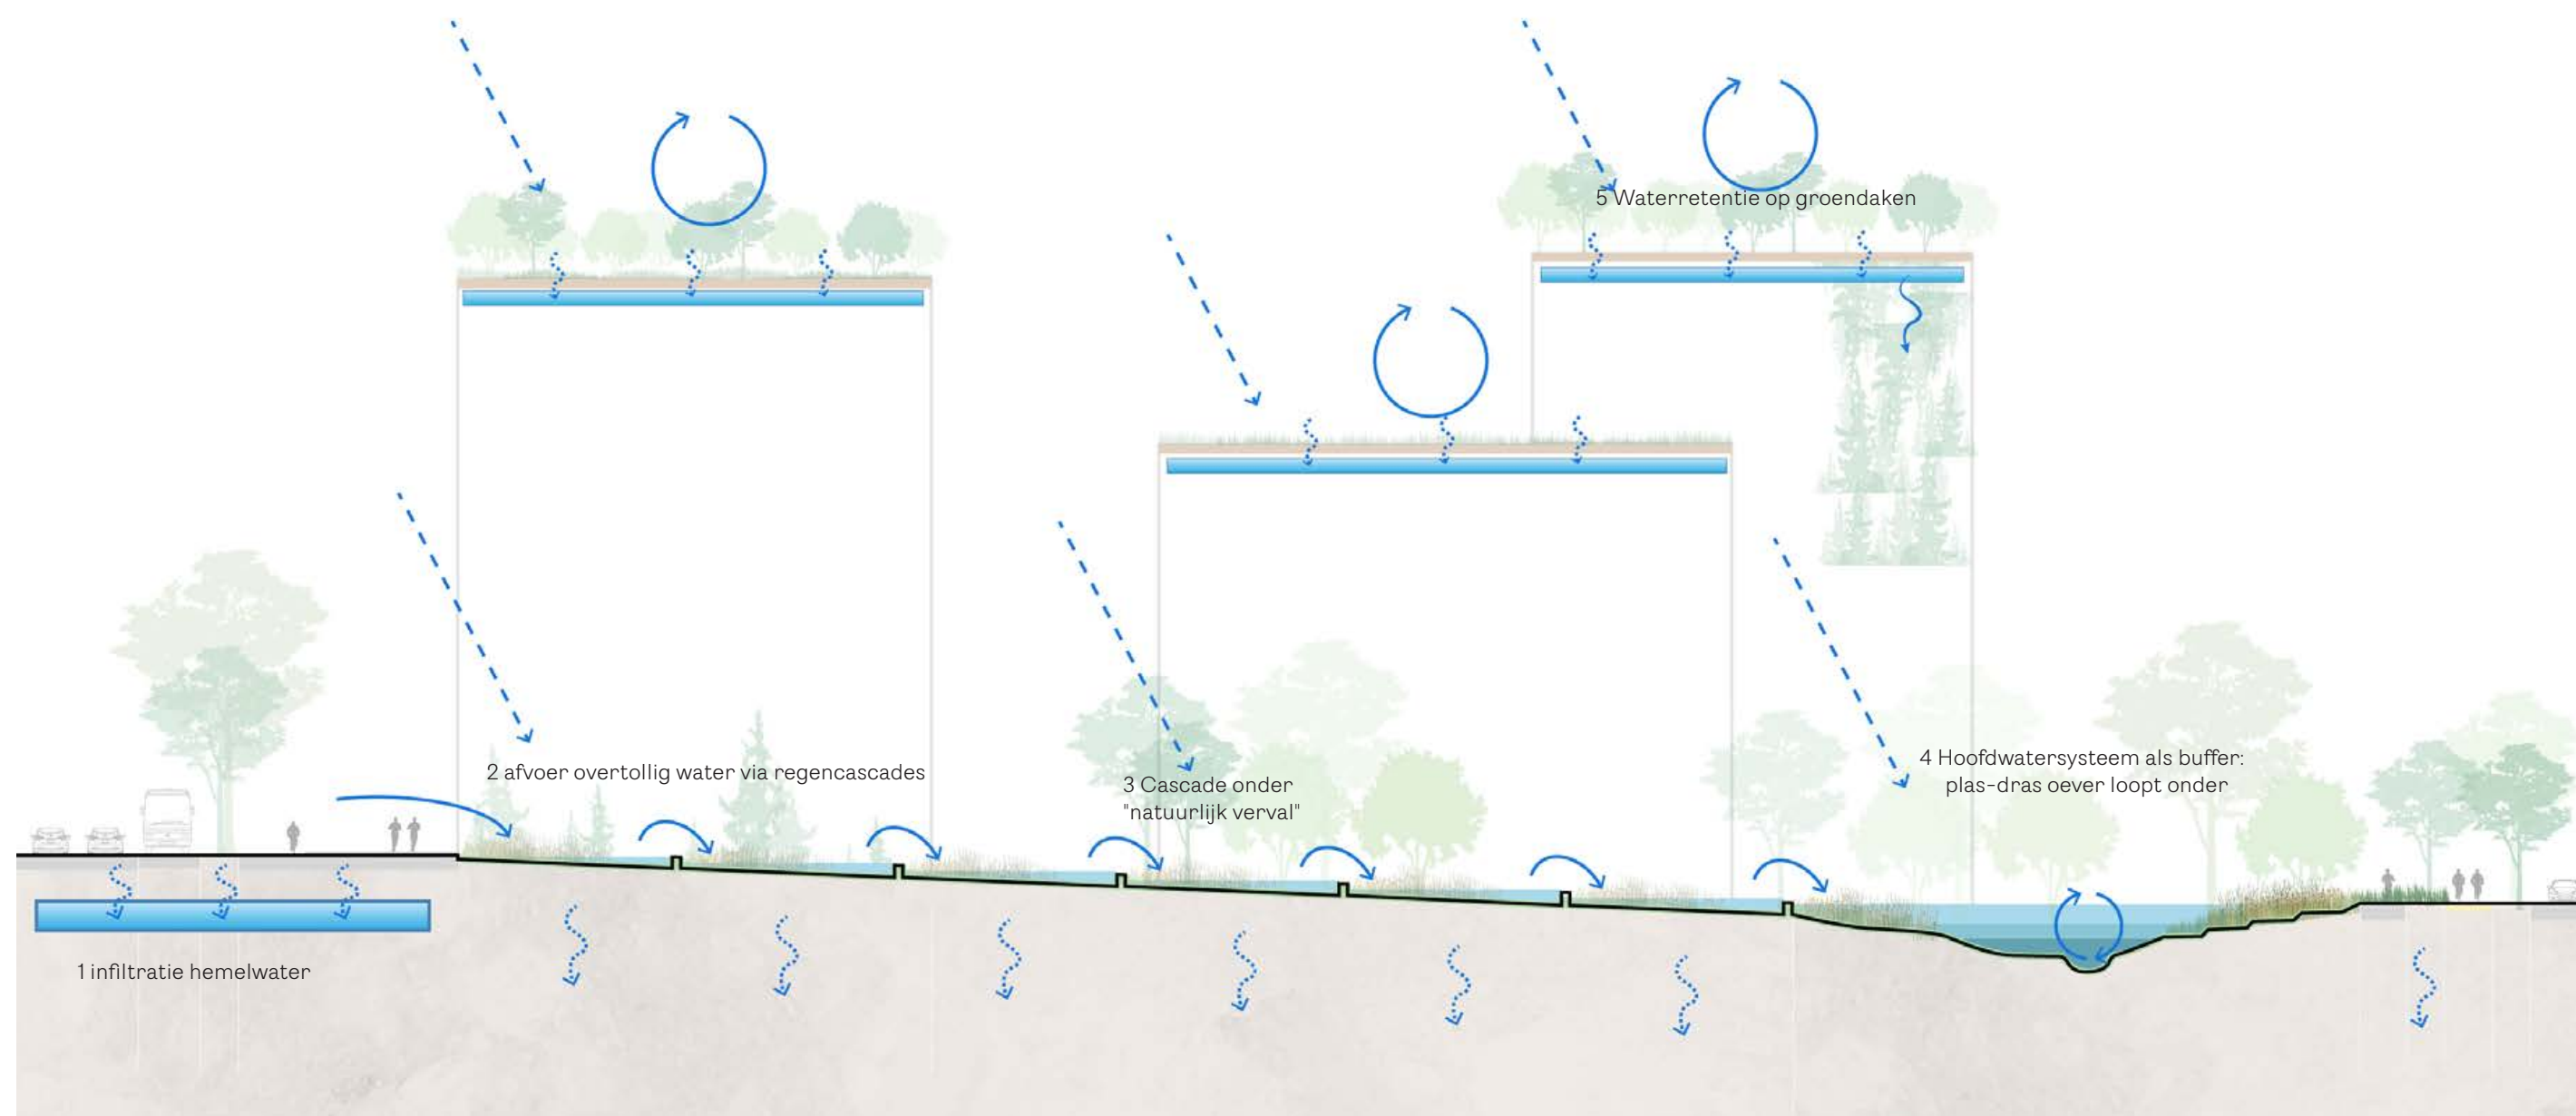 5 Waterretentie op groendaken
2 afvoer overtollig water via regencascades
3 Cascade onder
"natuurlijk verval"
4 Hoofdwatersysteem als buffer:
plas-dras oever loopt onder
1 infiltratie hemelwater